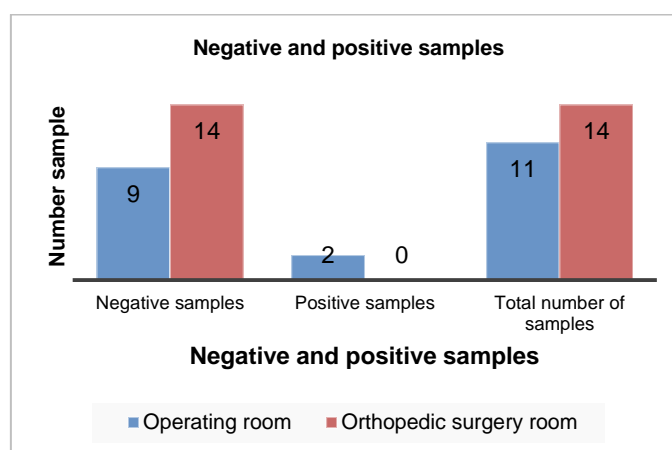 Negative and positive samples
Number sample
9
14
2
0
11
14
Negative samples
Positive samples
Total number of
samples
Negative and positive samples
Operating room
Orthopedic surgery room